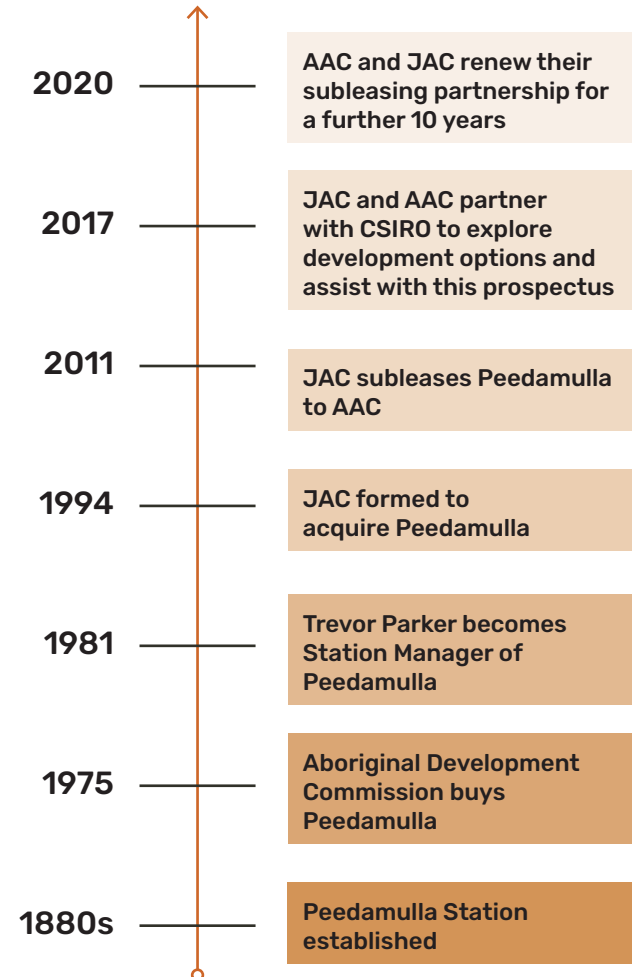 2020
AAC and JAC renew their
subleasing partnership for
a further 10 years
2017
JAC and AAC partner
with CSIRO to explore
development options and
assist with this prospectus
2011
JAC subleases Peedamulla
to AAC
1994
JAC formed to
acquire Peedamulla
1981
Trevor Parker becomes
Station Manager of
Peedamulla
1975
Aboriginal Development
Commission buys
Peedamulla
1880s
Peedamulla Station
established